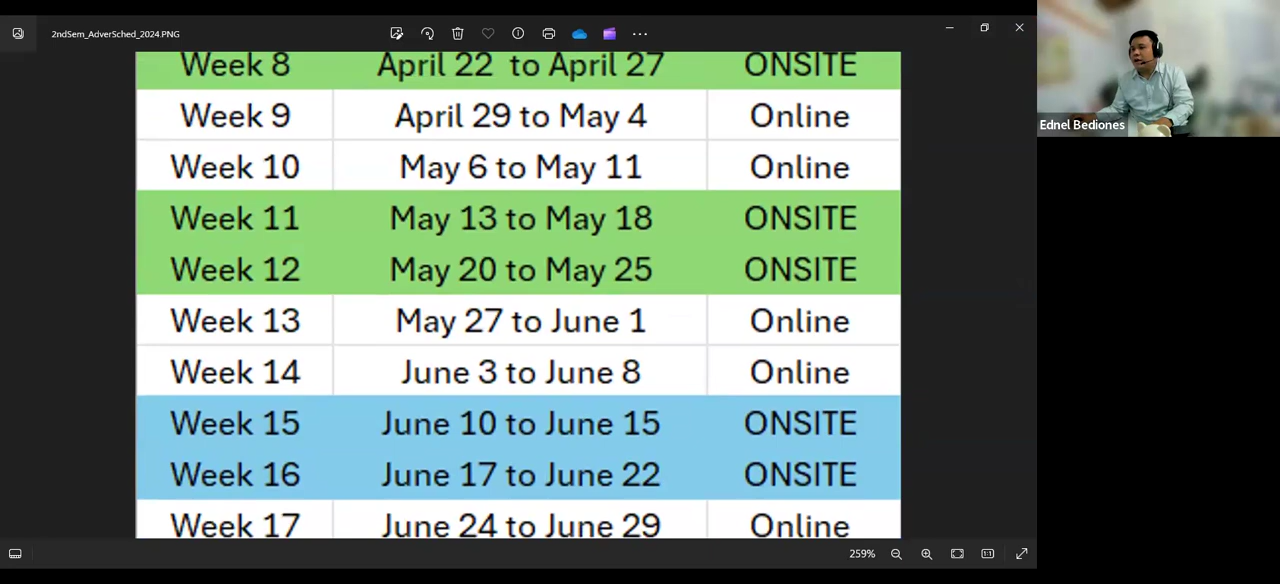 2ndSem_AdverSched_2024.PNG
Week 8 April 22 to April 27 ONSITE
Week 9 April 29 to May 4 Online
Week 10 May 6 to May 11 Online
Week 11 May 13 to May 18 ONSITE
Week 12 May 20 to May 25 ONSITE
Week 13 May 27 to June 1 Online
Week 14 June 3 to June 8 Online
Week 15 June 10 to June 15 ONSITE
Week 16 June 17 to June 22 ONSITE
Week 17 June 24 to June 29 Online
Ednel Bediones
259%
1:1